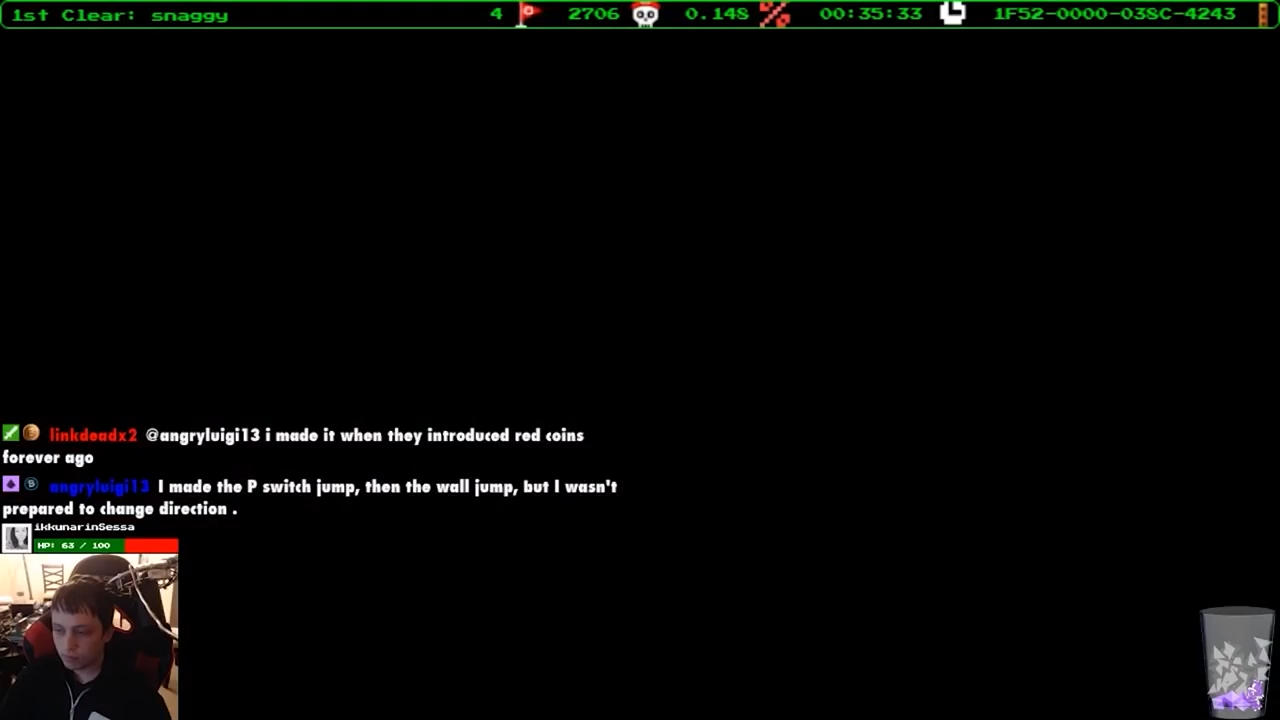 1st Clear: snaggy 4 2706 0.148 00:35:33 1F52-0000-038C-4243
linkdeadx2 @angryluigi13 i made it when they introduced red coins
forever ago
angryluigi13 I made the P switch jump, then the wall jump, but I wasn't
prepared to change direction .
ikkunarinSessa
HP: 63 / 100